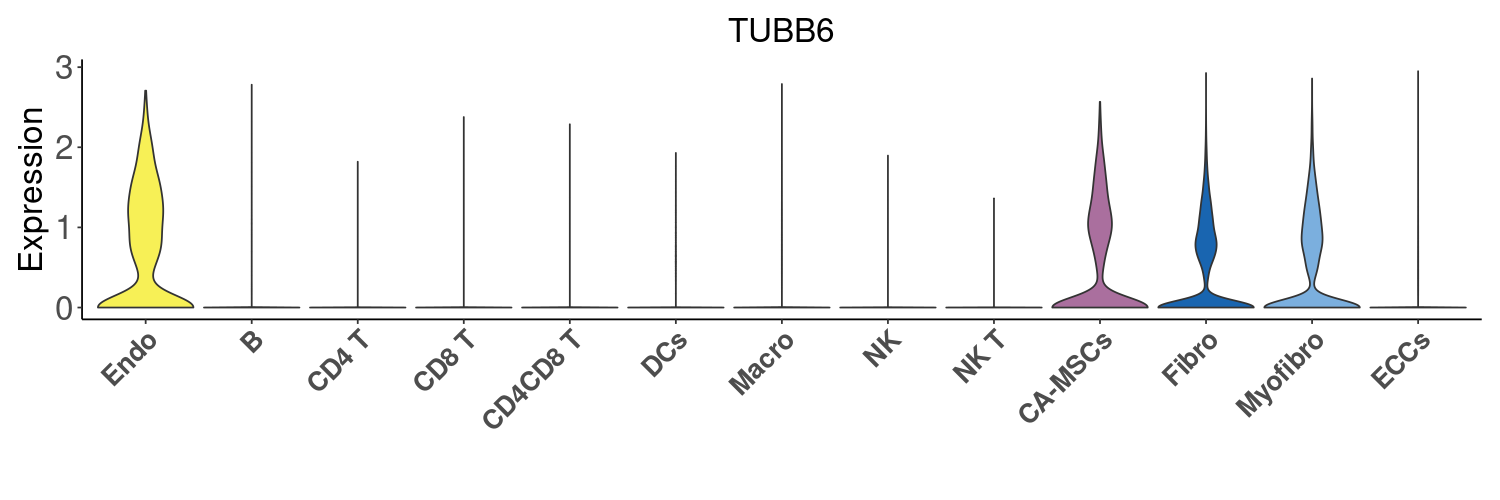 TUBB6
Expression
3
2
1
0
Endo
B
CD4 T
CD8 T
CD4CD8 T
DCs
Macro
NK
NK T
CA-MSCs
Fibro
Myofibro
ECCs